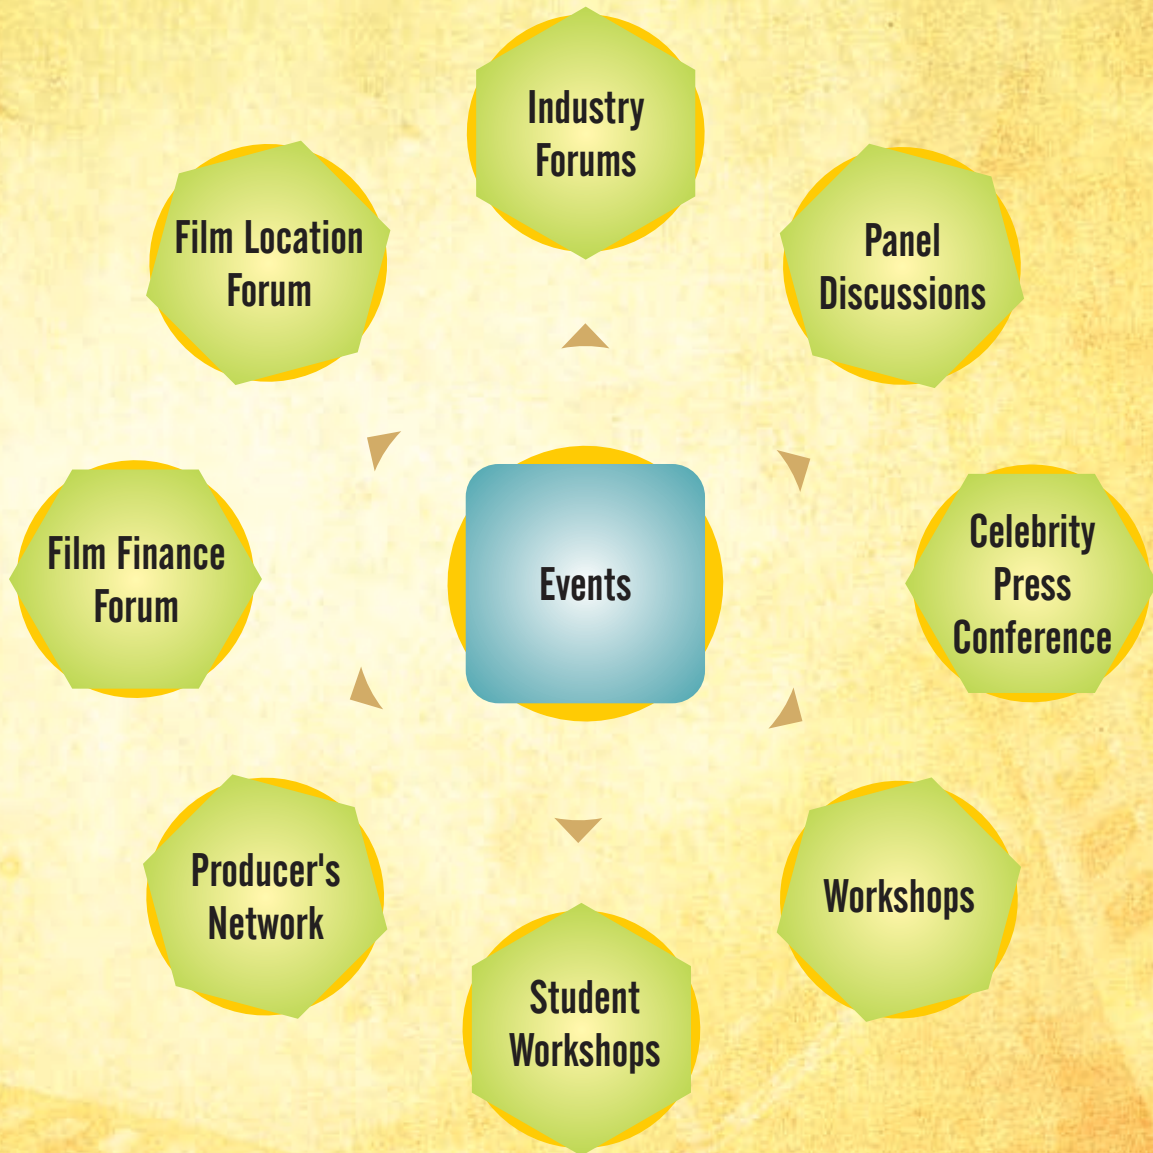 Industry
Forums
Film Location
Forum
Panel
Discussions
Film Finance
Forum
Events
Celebrity
Press
Conference
Producer's
Network
Workshops
Student
Workshops